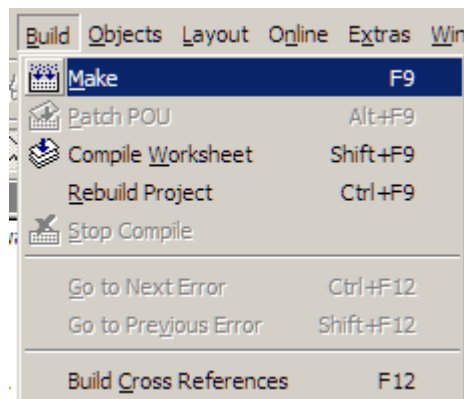 Build Objects Layout Online Extras Win
Make F9
Patch POU Alt+F9
Compile Worksheet Shift+F9
Rebuild Project Ctrl+F9
Stop Compile
Go to Next Error Ctrl+F12
Go to Previous Error Shift+F12
Build Cross References F12